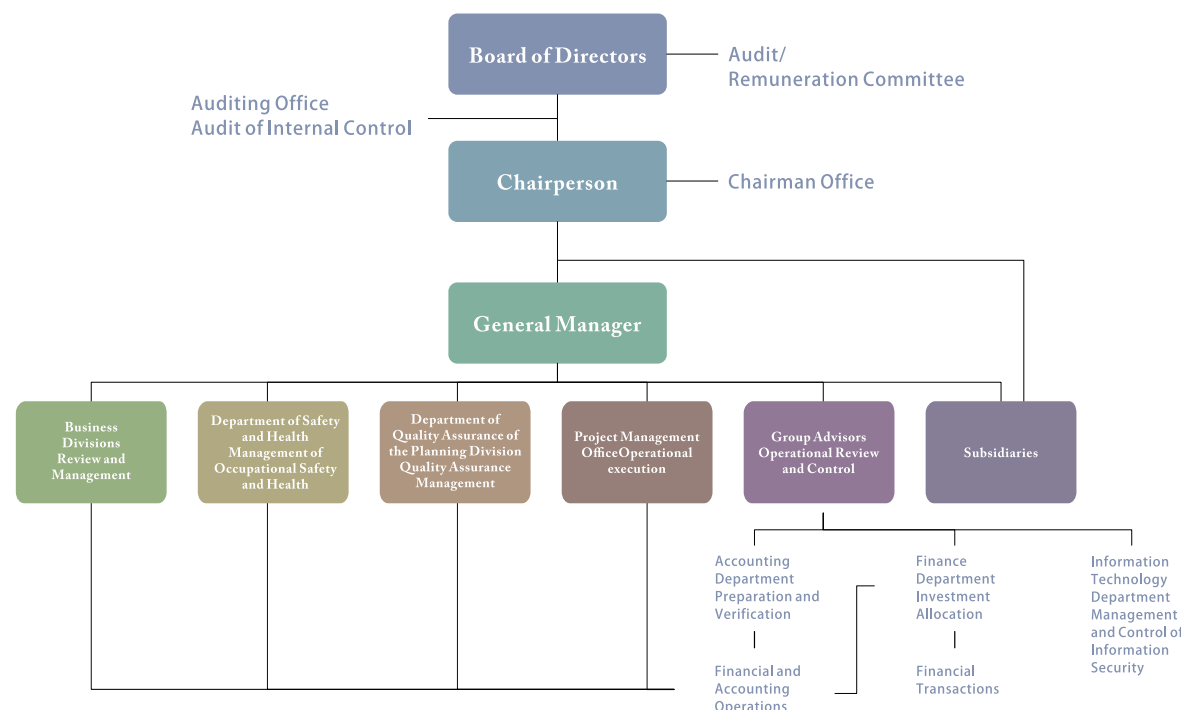 Board of Directors
Audit/
Remuneration Committee
Auditing Office
Audit of Internal Control
Chairperson
Chairman Office
General Manager
Business
Divisions
Review and
Management
Department of Safety
and Health
Management of
Occupational Safety
and Health
Department of
Quality Assurance of
the Planning Division
Quality Assurance
Management
Project Management
OfficeOperational
execution
Group Advisors
Operational Review
and Control
Subsidiaries
Accounting
Department
Preparation and
Verification
Finance
Department
Investment
Allocation
Information
Technology
Department
Management
and Control of
Information
Security
Financial and
Accounting
Operations
Financial
Transactions